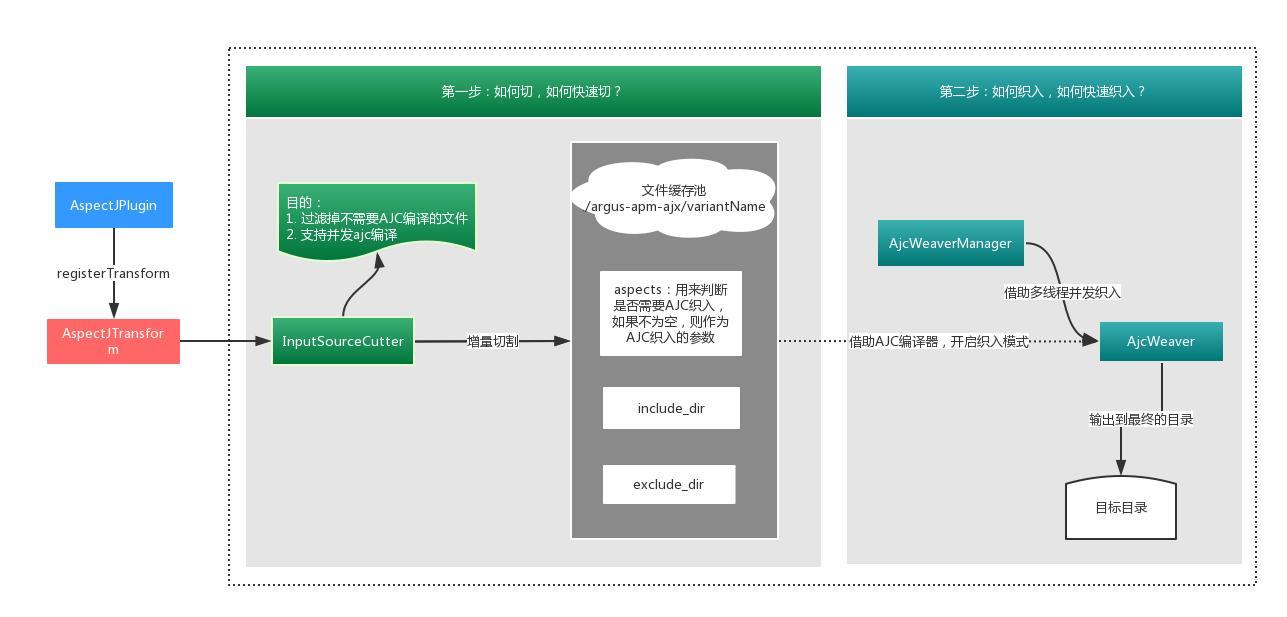 第一步：如何切，如何快速切？
第二步：如何织入，如何快速织入？
AspectJPlugin
registerTransform
AspectJTransfor
m
目的：
1. 过滤掉不需要AJC编译的文件
2. 支持并发ajc编译
InputSourceCutter
增量切割
文件缓存池
/argus-apm-ajx/variantName
aspects：用来判断
是否需要AJC织入，
如果不为空，则作为
AJC织入的参数
include_dir
exclude_dir
AjcWeaverManager
借助多线程并发织入
借助AJC编译器，开启织入模式
AjcWeaver
输出到最终的目录
目标目录